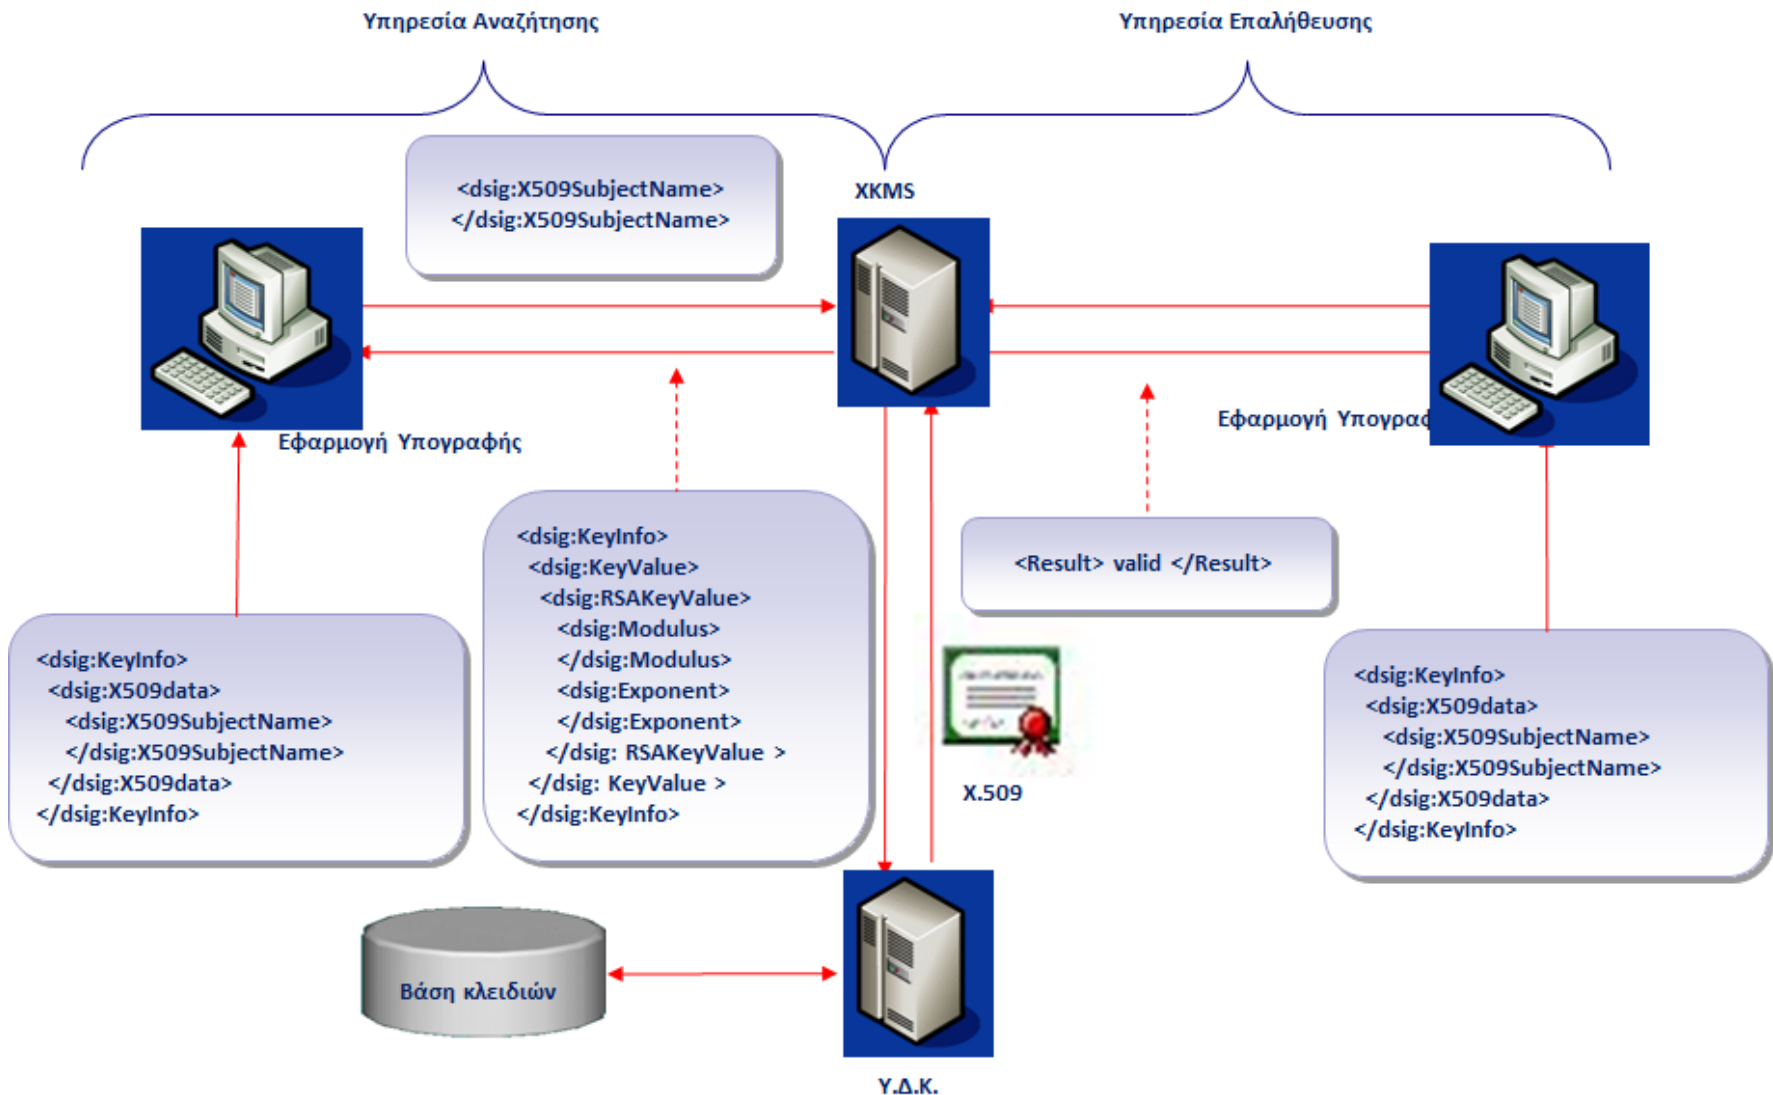 Υπηρεσία Αναζήτησης
Υπηρεσία Επαλήθευσης
<dsig:X509SubjectName>
</dsig:X509SubjectName>
XKMS
Εφαρμογή Υπογραφής
Εφαρμογή Υπογραφ
<dsig:KeyInfo>
<dsig:KeyValue>
<dsig:RSAKeyValue>
<dsig:Modulus>
</dsig:Modulus>
<dsig:Exponent>
</dsig:Exponent>
</dsig: RSAKeyValue >
</dsig: KeyValue >
</dsig:KeyInfo>
<Result> valid </Result>
<dsig:KeyInfo>
<dsig:X509data>
<dsig:X509SubjectName>
</dsig:X509SubjectName>
</dsig:X509data>
</dsig:KeyInfo>
<dsig:KeyInfo>
<dsig:X509data>
<dsig:X509SubjectName>
</dsig:X509SubjectName>
</dsig:X509data>
</dsig:KeyInfo>
X.509
Βάση κλειδιών
Υ.Δ.Κ.